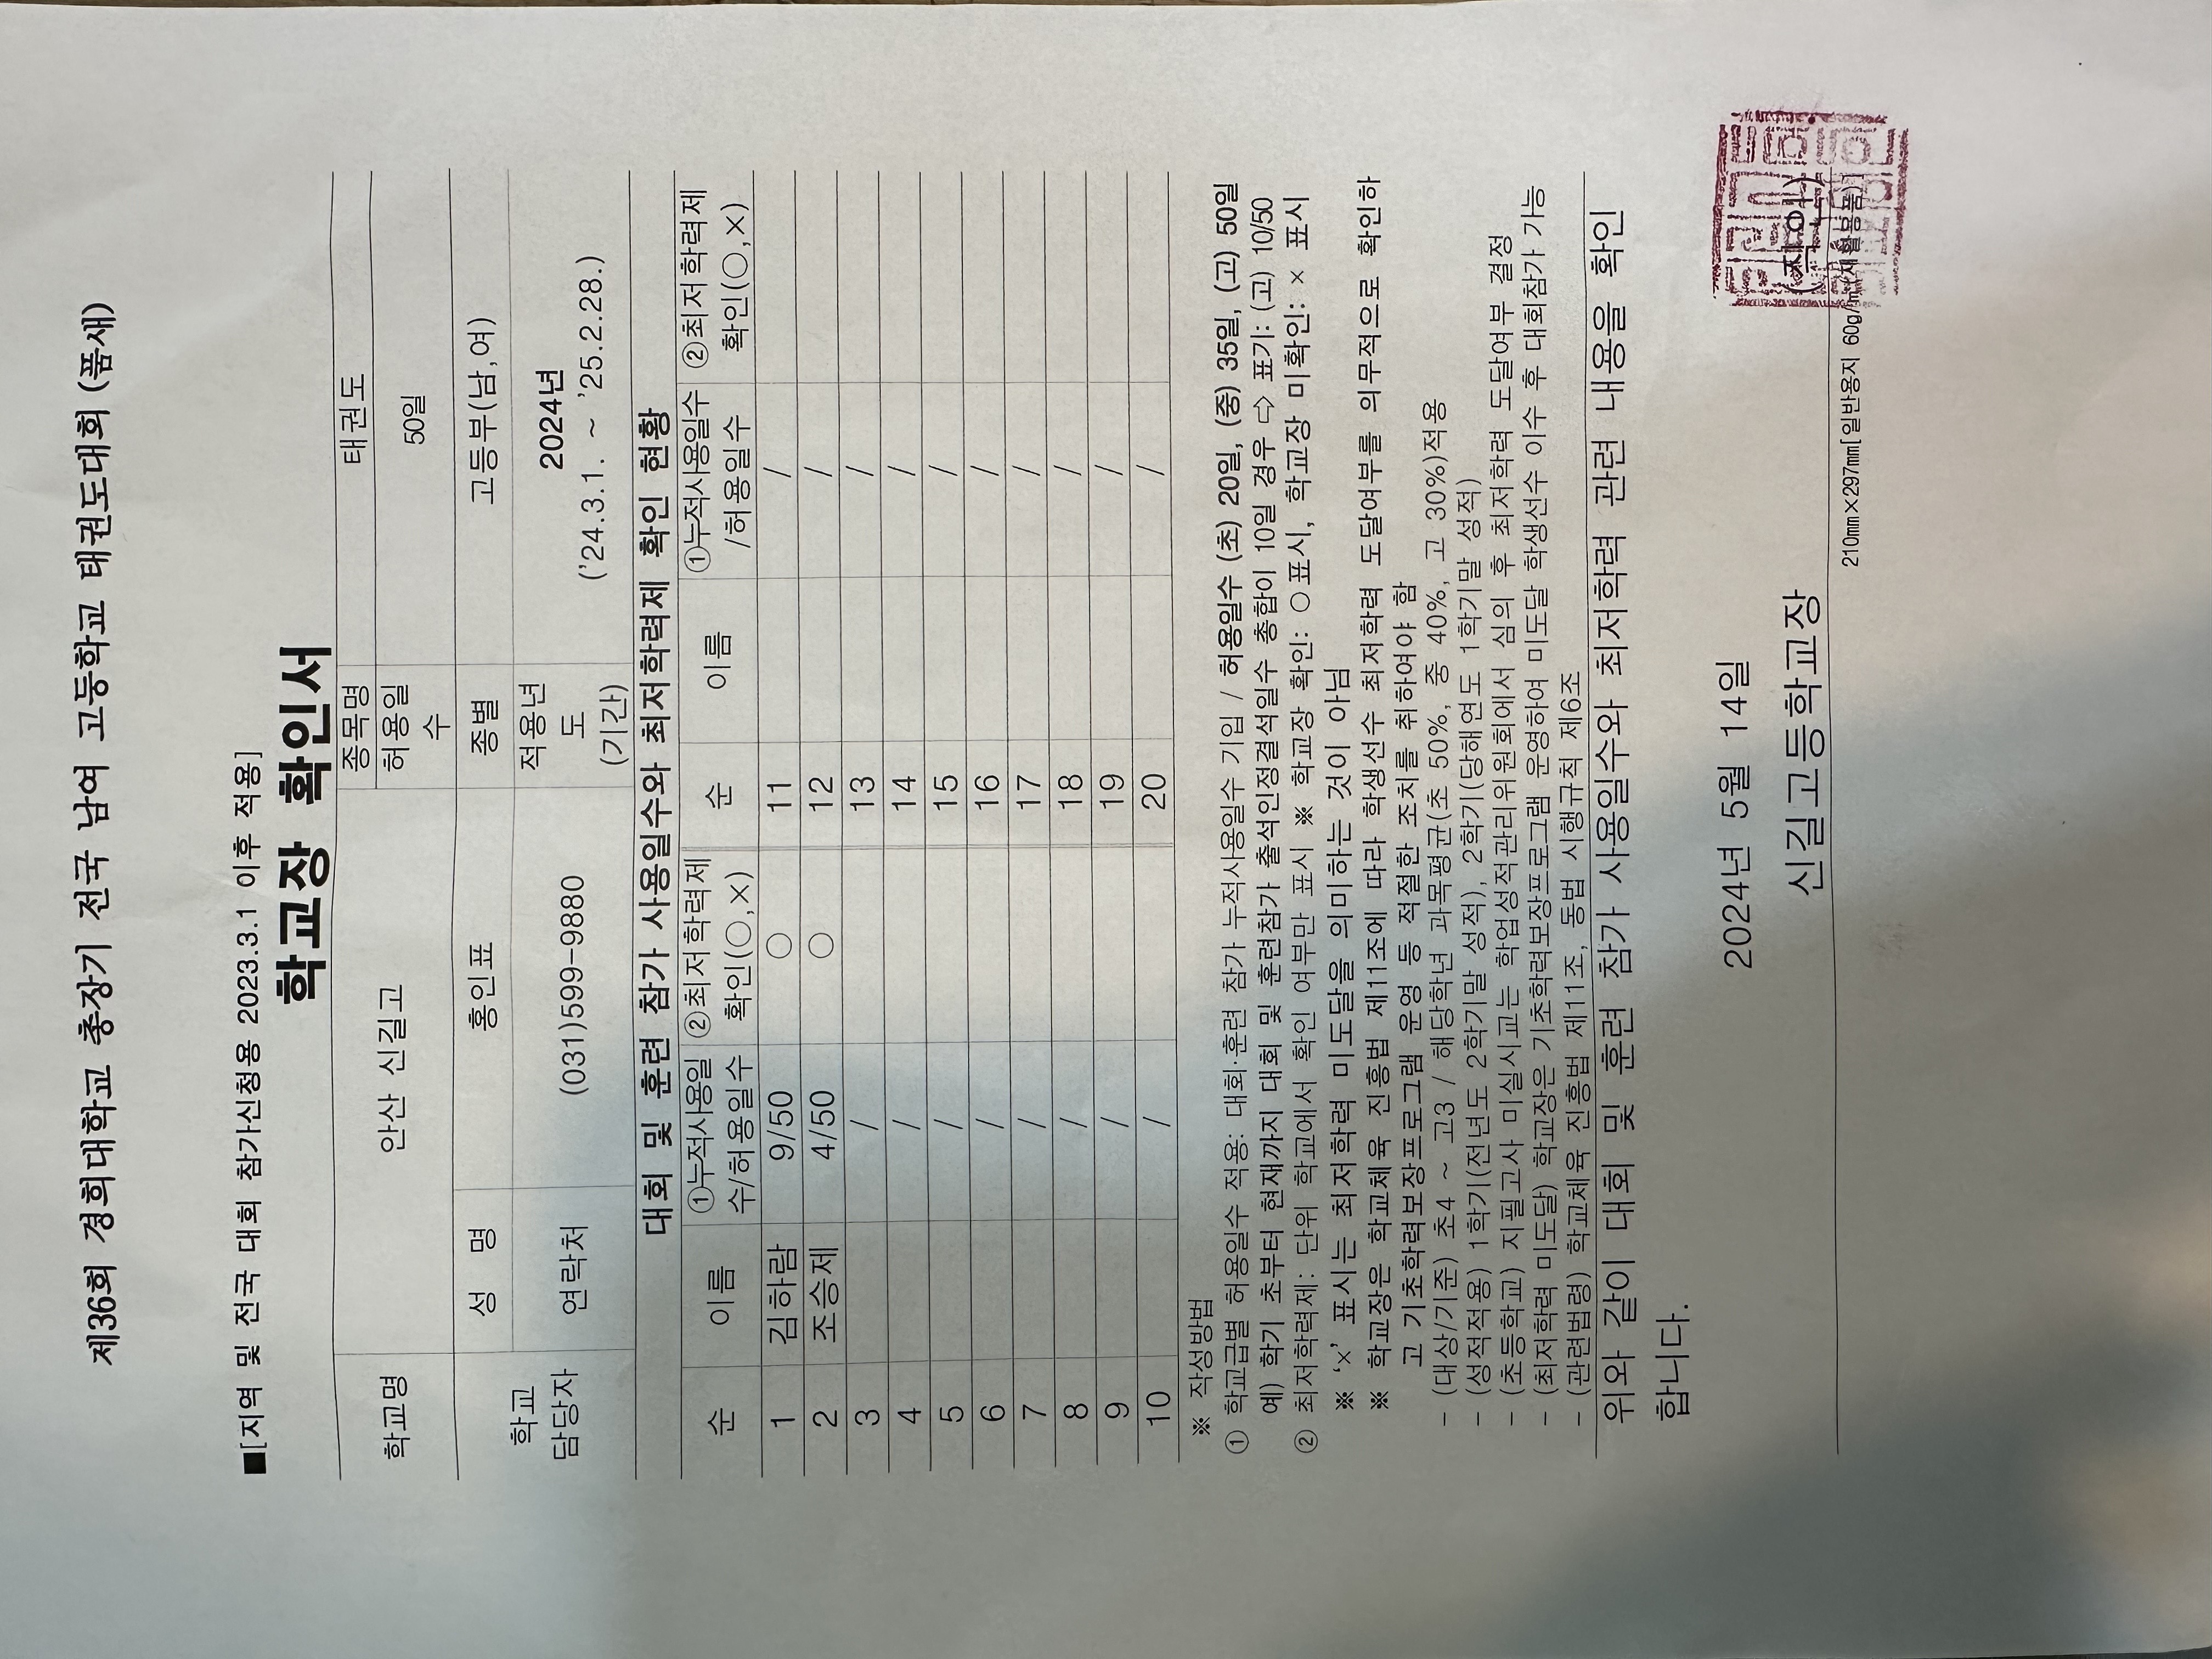 제36회 경희대학교 총장기 전국 남여 고등학교 태권도대회 (품새)
■[지역 및 전국 대회 참가신청용 2023.3.1 이후 적용]
학교장 확인서
학교명 안산 신길고 종목명 태권도
허용일수 50일
학교 담당자 성 명 홍인표 종별 고등부(남,여)
연락처 (031)599-9880 적용년도 (기간) 2024년
('24.3.1. ~ '25.2.28.)
대회 및 훈련 참가 사용일수와 최저학력제 확인 현황
순 이름 ①누적사용일수/허용일수 ②최저학력제 확인(○,×) 순 이름 ①누적사용일수/허용일수 ②최저학력제 확인(○,×)
1 김하람 9/50 ○ 11 /
2 조승제 4/50 ○ 12 /
3 / 13 /
4 / 14 /
5 / 15 /
6 / 16 /
7 / 17 /
8 / 18 /
9 / 19 /
10 / 20 /
※ 작성방법
① 학교급별 허용일수 적용: 대회·훈련 참가 누적사용일수 기입 / 허용일수 (초) 20일, (중) 35일, (고) 50일
예) 학기 초부터 현재까지 대회 및 훈련참가 출석인정결석일수 총합이 10일 경우 ⇨ 표기: (고) 10/50
② 최저학력제: 단위 학교에서 확인 여부만 표시 ※ 학교장 확인: ○표시, 학교장 미확인: × 표시
※ '×' 표시는 최저학력 미도달을 의미하는 것이 아님
※ 학교장은 학교체육 진흥법 제11조에 따라 학생선수 최저학력 도달여부를 의무적으로 확인하
고 기초학력보장프로그램 운영 등 적절한 조치를 취하여야 함
- (대상/기준) 초4 ~ 고3 / 해당학년 과목평균(초 50%, 중 40%, 고 30%)적용
- (성적적용) 1학기(전년도 2학기말 성적), 2학기(당해연도 1학기말 성적)
- (초등학교) 지필고사 미실시교는 학업성적관리위원회에서 심의 후 최저학력 도달여부 결정
- (최저학력 미도달) 학교장은 기초학력보장프로그램 운영하여 미도달 학생선수 이수 후 대회참가 가능
- (관련법령) 학교체육 진흥법 제11조, 동법 시행규칙 제6조
위와 같이 대회 및 훈련 참가 사용일수와 최저학력 관련 내용을 확인
합니다.
2024년 5월 14일
신길고등학교장 (직인)
210㎜×297㎜[일반용지 60g/㎡(재활용품)]